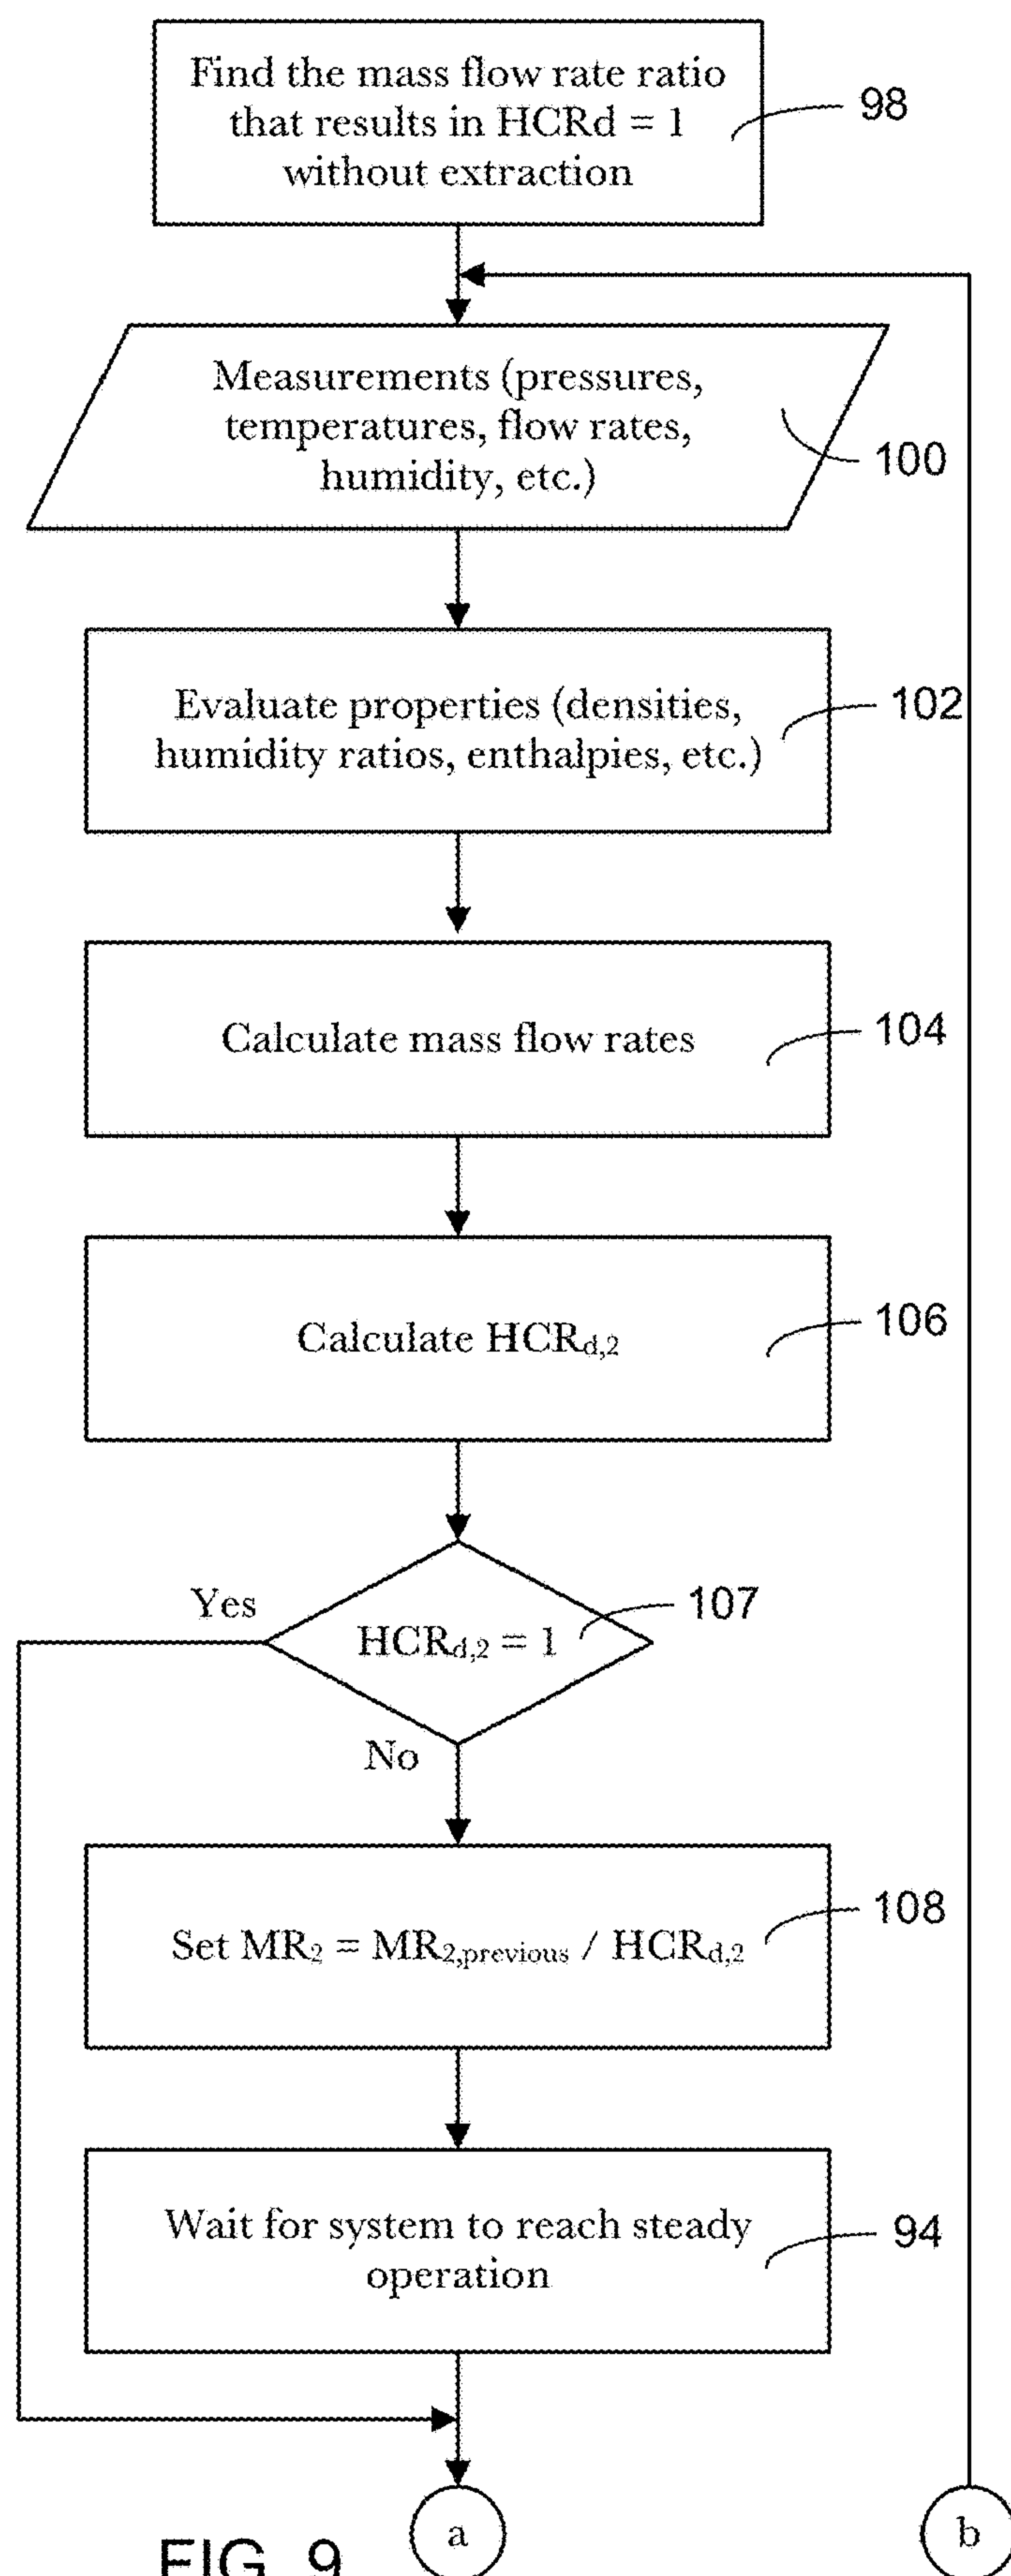 Find the mass flow rate ratio
that results in HCRd = 1
without extraction
98
Measurements (pressures,
temperatures, flow rates,
humidity, etc.)
100
Evaluate properties (densities,
humidity ratios, enthalpies, etc.)
102
Calculate mass flow rates
104
Calculate HCRd,2
106
Yes
HCRd,2 = 1
107
No
Set MR2 = MR2,previous / HCRd,2
108
Wait for system to reach steady
operation
94
a
b
FIG. 9